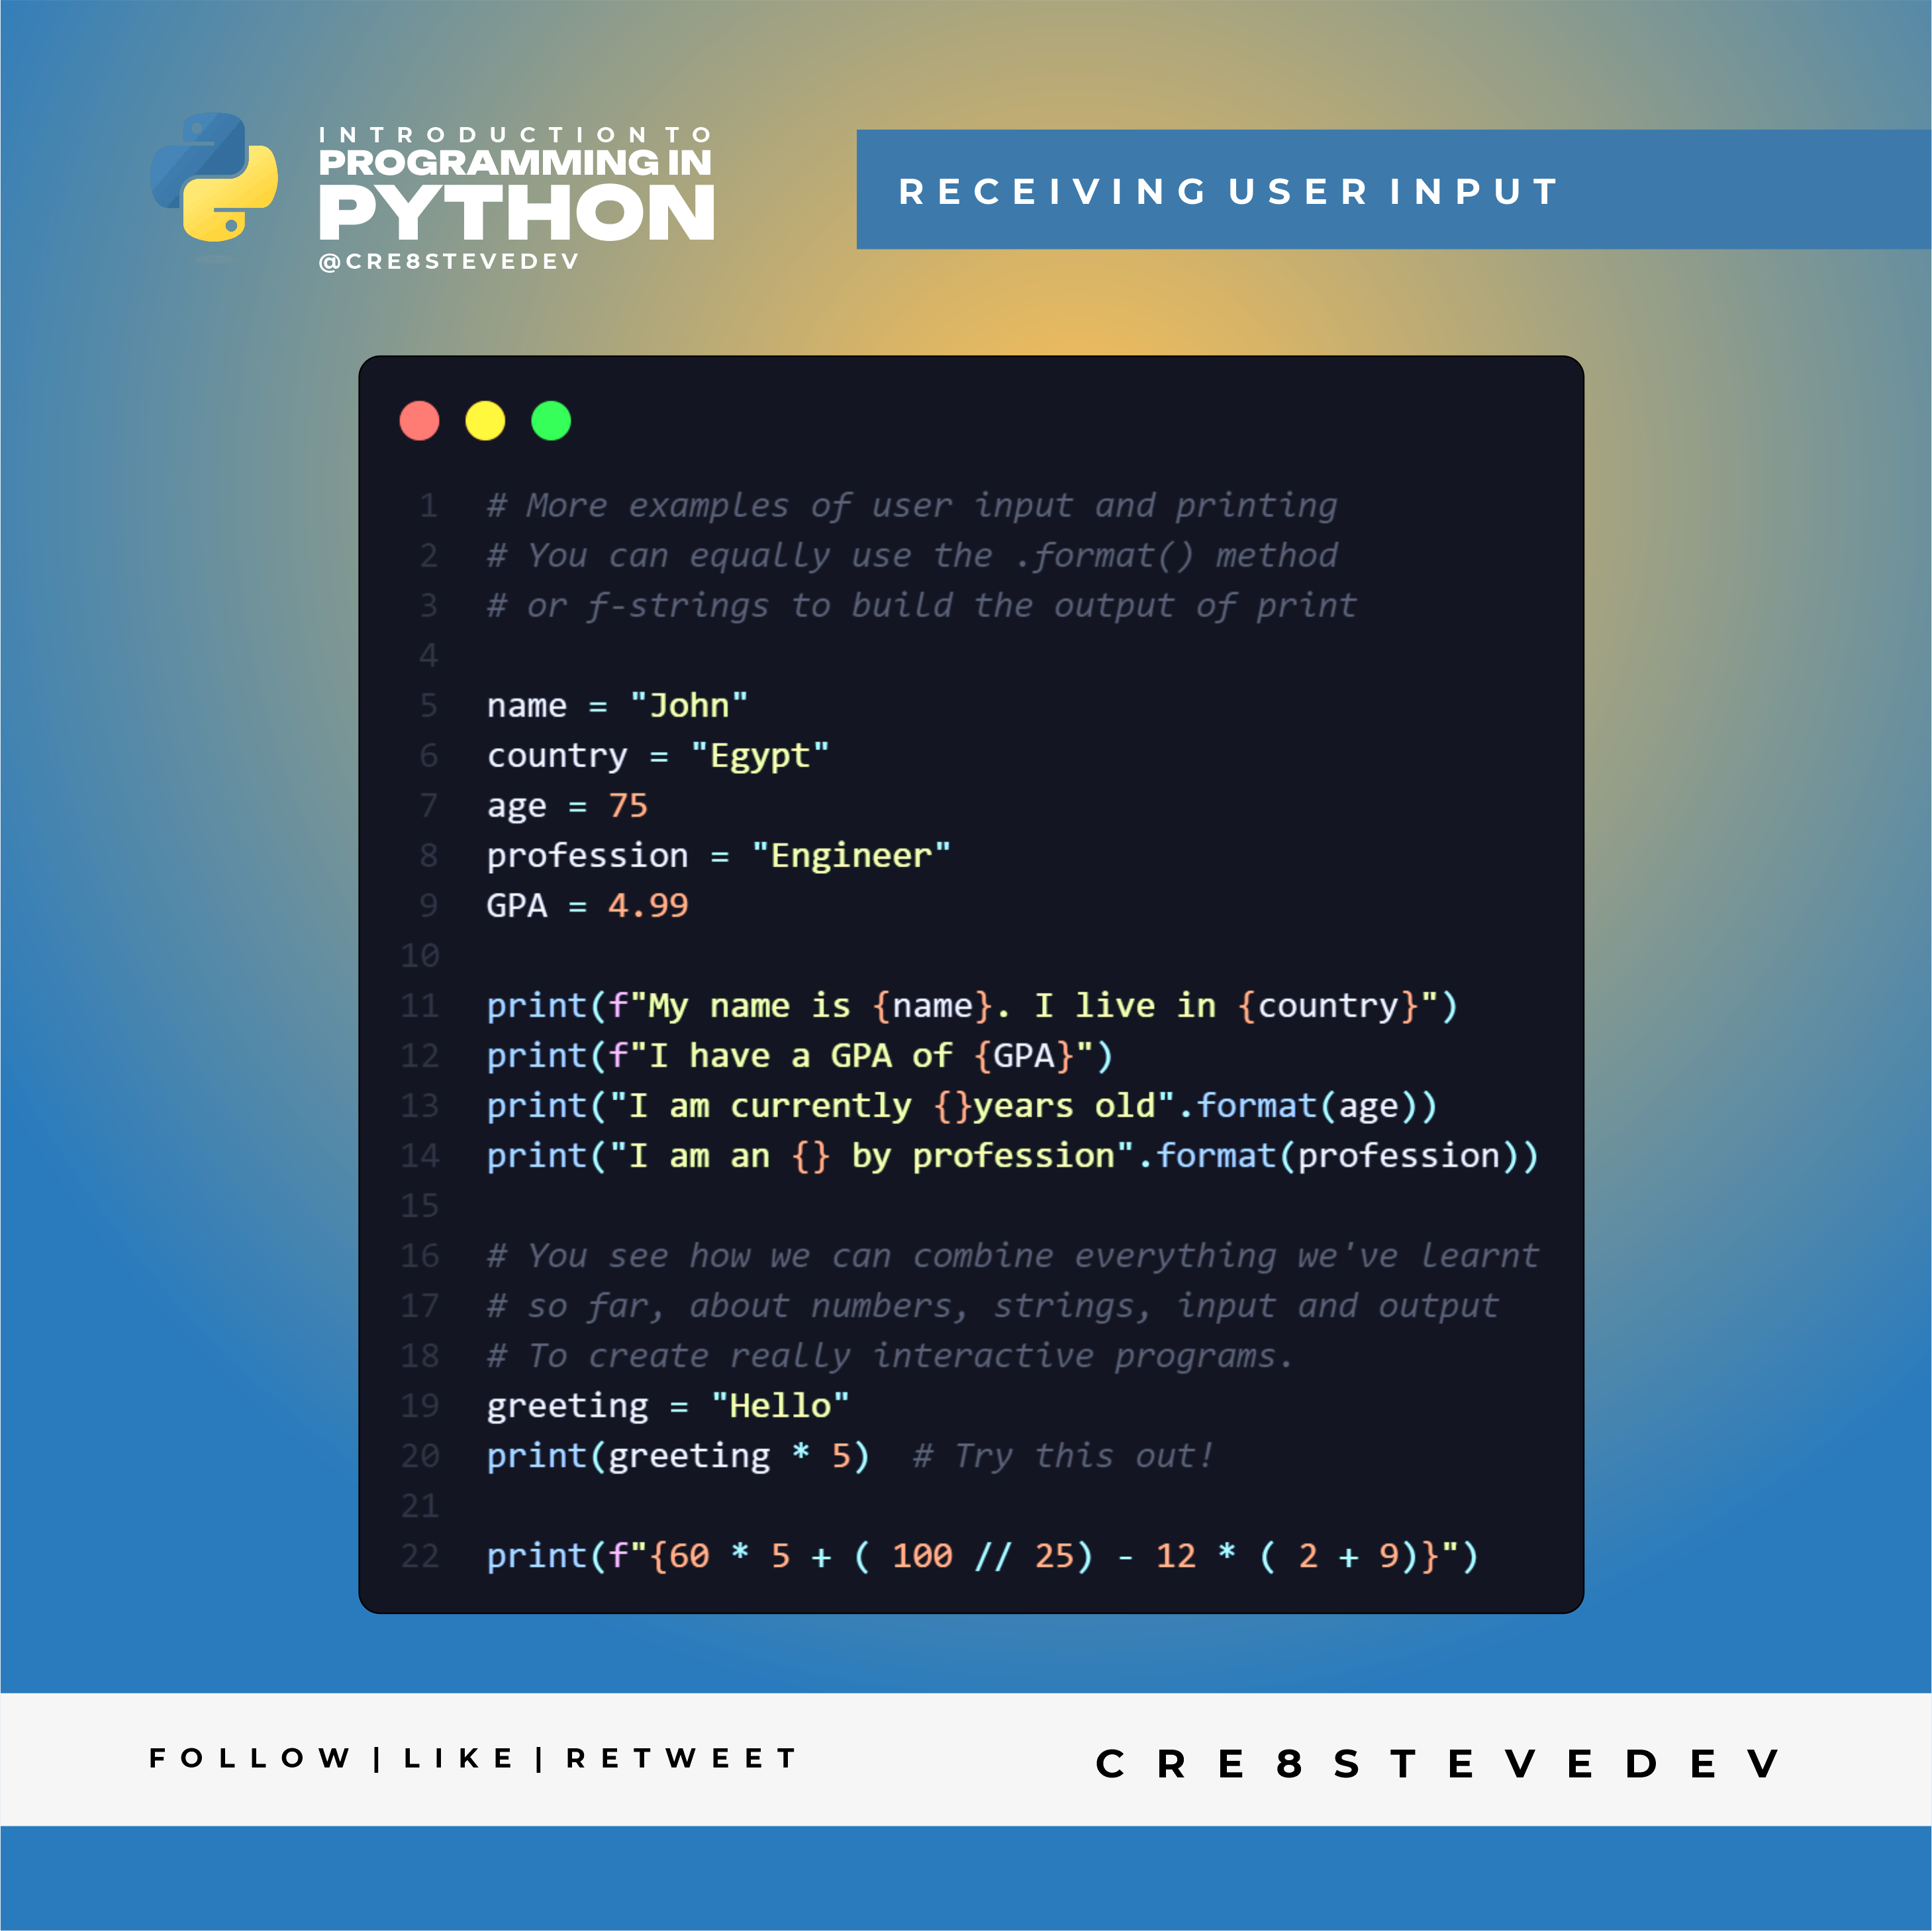 INTRODUCTION TO
PROGRAMMING IN
PYTHON
@CRE8STEVEDEV
RECEIVING USER INPUT
1 # More examples of user input and printing
2 # You can equally use the .format() method
3 # or f-strings to build the output of print
4
5 name = "John"
6 country = "Egypt"
7 age = 75
8 profession = "Engineer"
9 GPA = 4.99
10
11 print(f"My name is {name}. I live in {country}")
12 print(f"I have a GPA of {GPA}")
13 print("I am currently {}years old".format(age))
14 print("I am an {} by profession".format(profession))
15
16 # You see how we can combine everything we've learnt
17 # so far, about numbers, strings, input and output
18 # To create really interactive programs.
19 greeting = "Hello"
20 print(greeting * 5)  # Try this out!
21
22 print(f"{60 * 5 + ( 100 // 25) - 12 * ( 2 + 9)}")
FOLLOW | LIKE | RETWEET
CRE8STEVEDEV